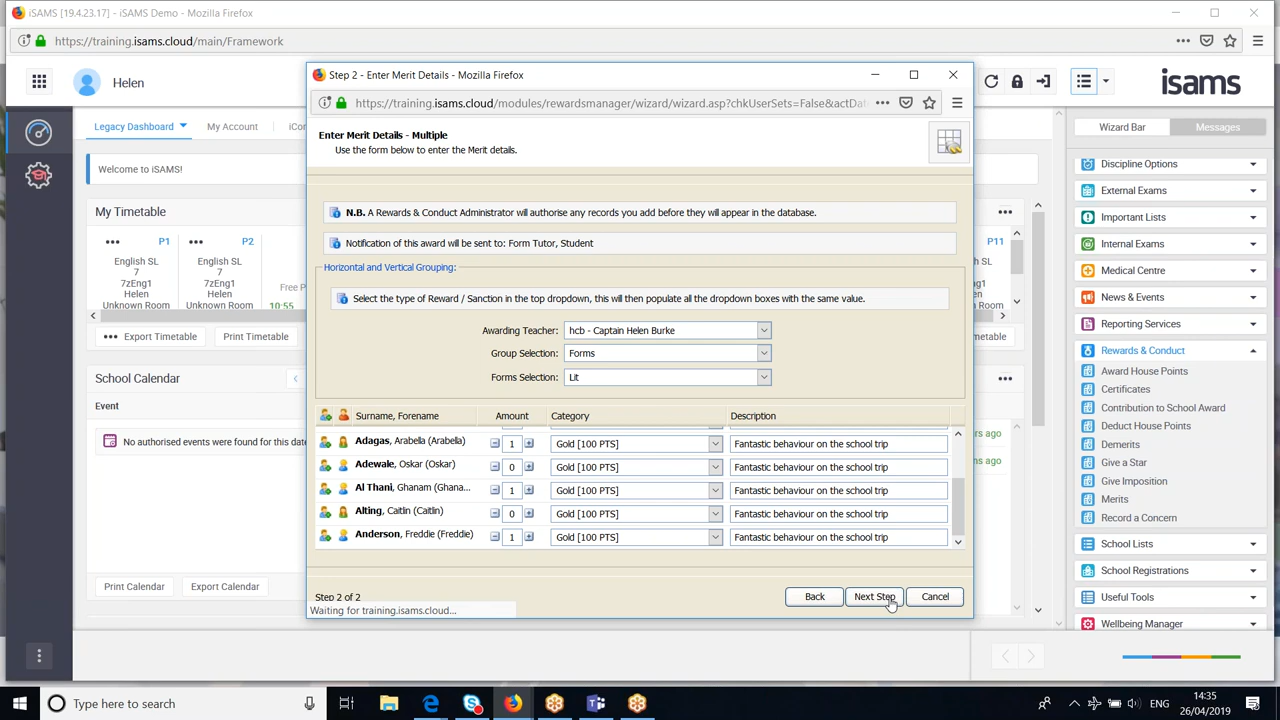 iSAMS [19.4.23.17] - iSAMS Demo - Mozilla Firefox
https://training.isams.cloud/main/Framework
Helen
isams
Legacy Dashboard
My Account
Welcome to iSAMS!
My Timetable
P1
English SL
7
7zEng1
Helen
Unknown Room
P2
English SL
7
7zEng1
Helen
Unknown Room
Free P
10:55
P11
Export Timetable
Print Timetable
School Calendar
Event
No authorised events were found for this date
Print Calendar
Export Calendar
Step 2 - Enter Merit Details - Mozilla Firefox
https://training.isams.cloud/modules/rewardsmanager/wizard/wizard.asp?chkUserSets=False&actDat
Enter Merit Details - Multiple
Use the form below to enter the Merit details.
N.B. A Rewards & Conduct Administrator will authorise any records you add before they will appear in the database.
Notification of this award will be sent to: Form Tutor, Student
Horizontal and Vertical Grouping:
Select the type of Reward / Sanction in the top dropdown, this will then populate all the dropdown boxes with the same value.
Awarding Teacher: hcb - Captain Helen Burke
Group Selection: Forms
Forms Selection: Lit
Surname, Forename Amount Category Description
Adagas, Arabella (Arabella) 1 Gold [100 PTS] Fantastic behaviour on the school trip
Adewale, Oskar (Oskar) 0 Gold [100 PTS] Fantastic behaviour on the school trip
Al Thani, Ghanam (Ghana... 1 Gold [100 PTS] Fantastic behaviour on the school trip
Alting, Caitlin (Caitlin) 0 Gold [100 PTS] Fantastic behaviour on the school trip
Anderson, Freddie (Freddie) 1 Gold [100 PTS] Fantastic behaviour on the school trip
Step 2 of 2
Back
Next Step
Cancel
Waiting for training.isams.cloud...
Wizard Bar
Messages
Discipline Options
External Exams
Important Lists
Internal Exams
Medical Centre
News & Events
Reporting Services
Rewards & Conduct
Award House Points
Certificates
Contribution to School Award
Deduct House Points
Demerits
Give a Star
Give Imposition
Merits
Record a Concern
School Lists
School Registrations
Useful Tools
Wellbeing Manager
Type here to search
ENG
14:35
26/04/2019